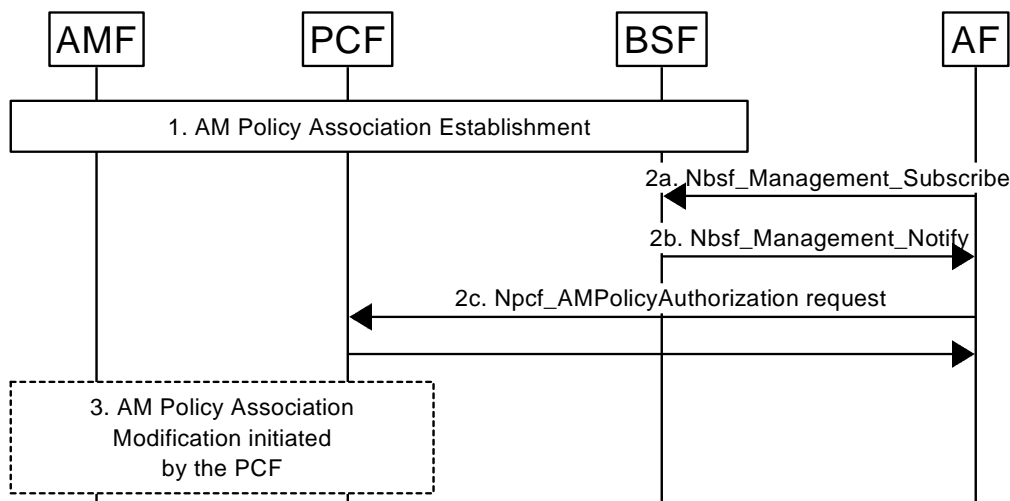 AMF
PCF
BSF
AF
1. AM Policy Association Establishment
2a. Nbsf_Management_Subscribe
2b. Nbsf_Management_Notify
2c. Npcf_AMPolicyAuthorization request
3. AM Policy Association
Modification initiated
by the PCF